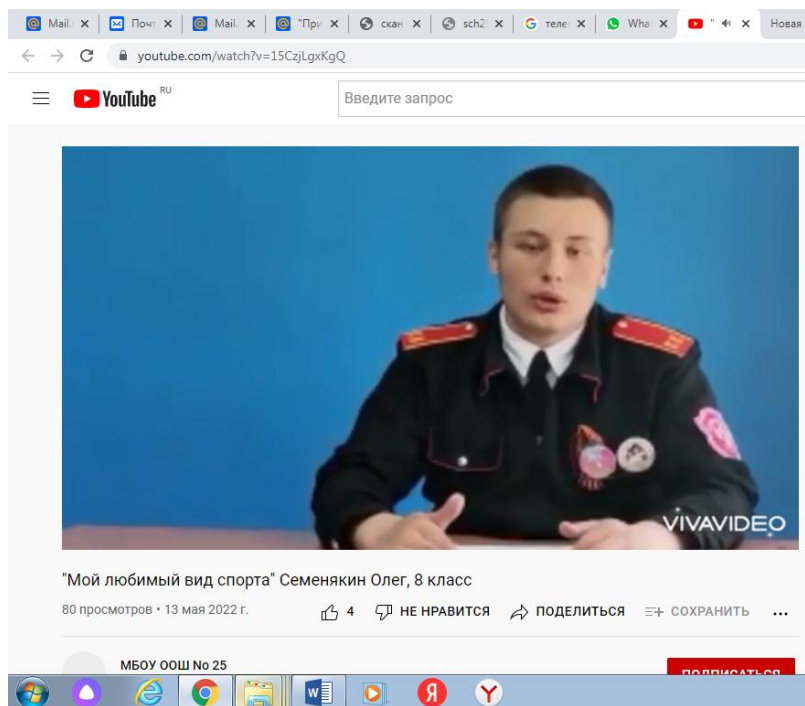 Mail.
Почт
Mail.
"При
скан
sch2
теле
What
"
Новая
youtube.com/watch?v=15CzjLgxKgQ
YouTube RU
Введите запрос
VIVAVIDEO
"Мой любимый вид спорта" Семенякин Олег, 8 класс
80 просмотров • 13 мая 2022 г. 4 НЕ НРАВИТСЯ ПОДЕЛИТЬСЯ СОХРАНИТЬ ...
МБОУ ООШ No 25
ПОДПИСАТЬСЯ